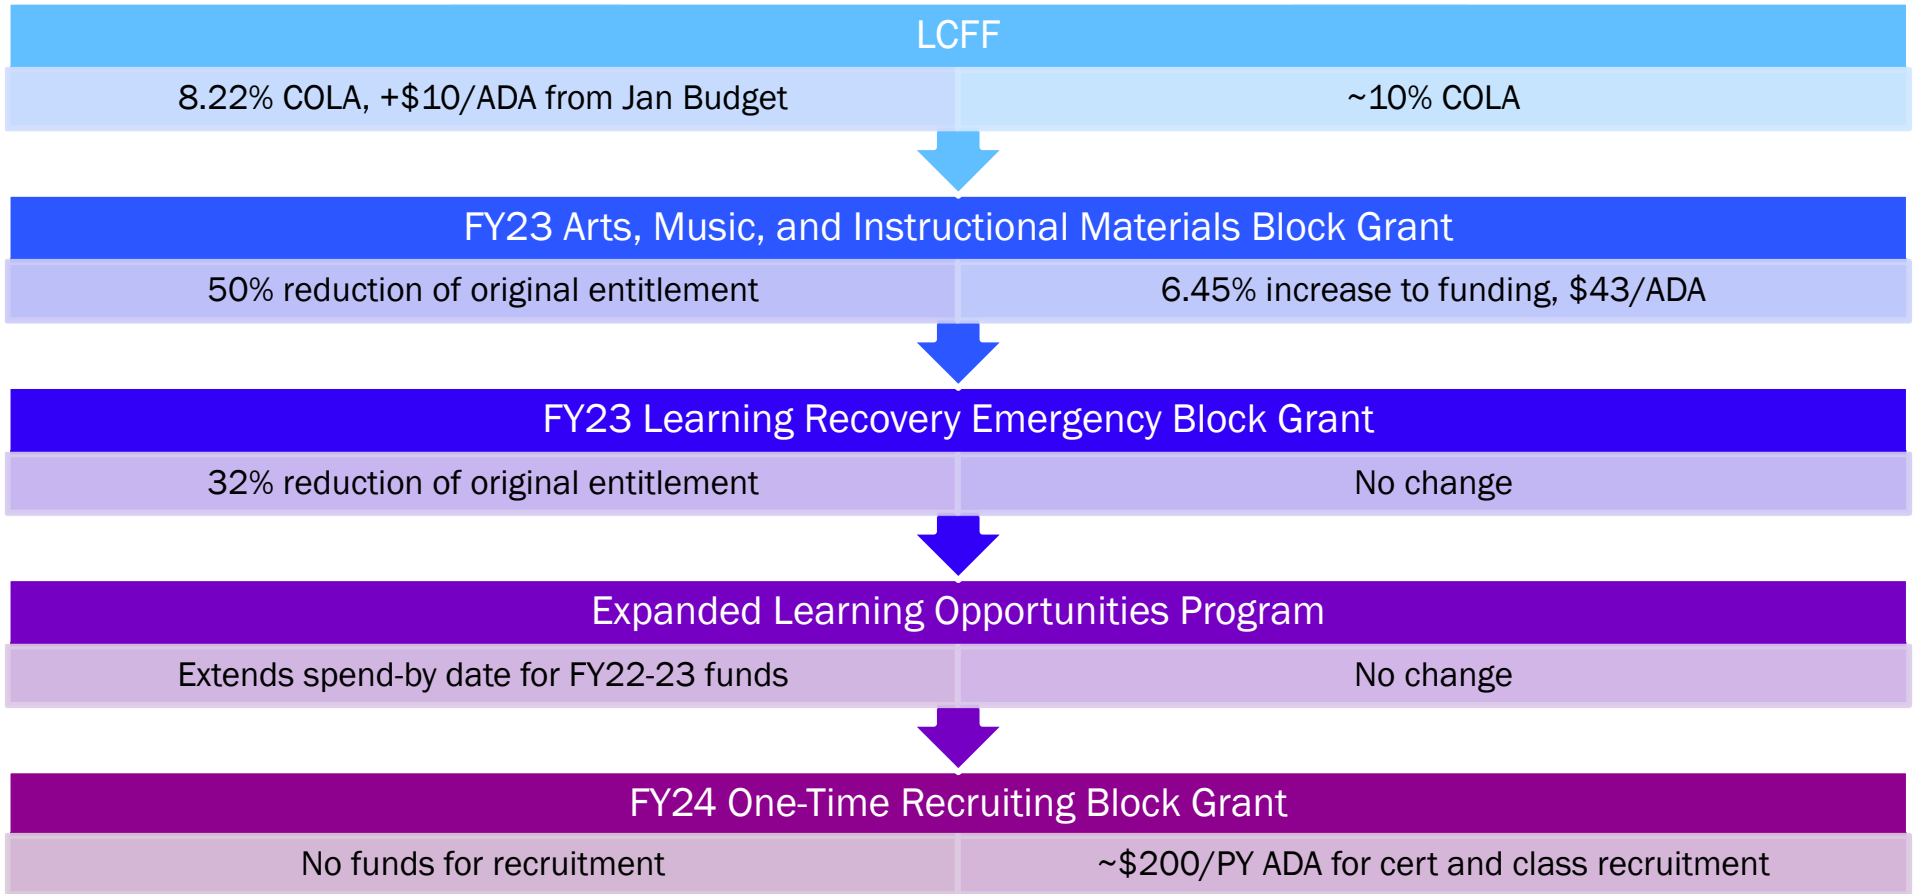 LCFF
8.22% COLA, +$10/ADA from Jan Budget
~10% COLA
FY23 Arts, Music, and Instructional Materials Block Grant
50% reduction of original entitlement
6.45% increase to funding, $43/ADA
FY23 Learning Recovery Emergency Block Grant
32% reduction of original entitlement
No change
Expanded Learning Opportunities Program
Extends spend-by date for FY22-23 funds
No change
FY24 One-Time Recruiting Block Grant
No funds for recruitment
~$200/PY ADA for cert and class recruitment